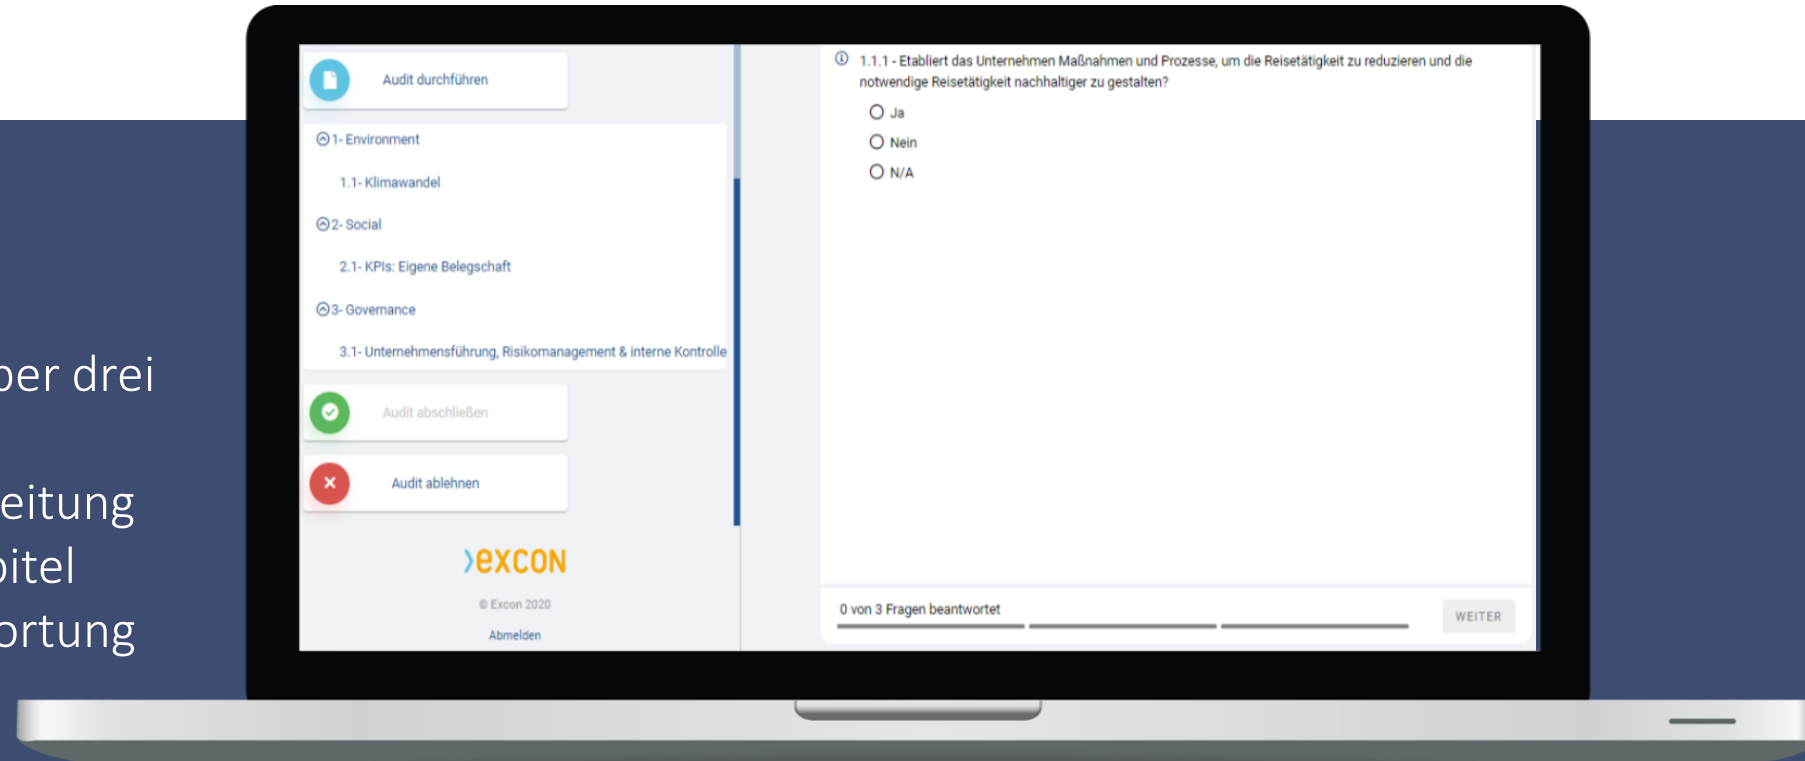 Audit durchführen
1- Environment
1.1- Klimawandel
2- Social
2.1- KPIs: Eigene Belegschaft
3- Governance
3.1- Unternehmensführung, Risikomanagement & interne Kontrolle
Audit abschließen
Audit ablehnen
excon
© Excon 2020
Abmelden
1.1.1 - Etabliert das Unternehmen Maßnahmen und Prozesse, um die Reisetätigkeit zu reduzieren und die
notwendige Reisetätigkeit nachhaltiger zu gestalten?
Ja
Nein
N/A
0 von 3 Fragen beantwortet
WEITER
ber drei
eitung
pitel
ortung